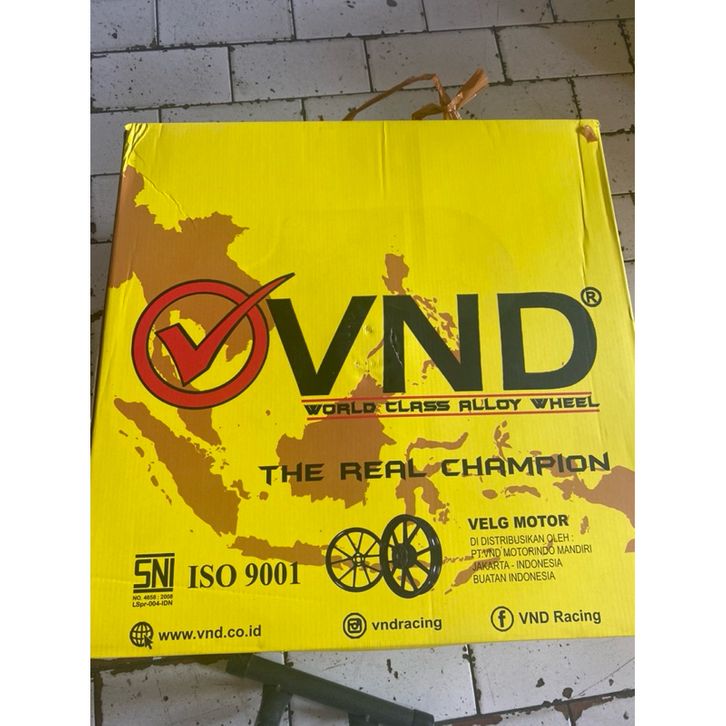 VND®
WORLD CLASS ALLOY WHEEL
THE REAL CHAMPION
VELG MOTOR
DI DISTRIBUSIKAN OLEH :
PT.VND MOTORINDO MANDIRI
JAKARTA - INDONESIA
BUATAN INDONESIA
SNI
NO. 4658 : 2008
LSpr-004-IDN
ISO 9001
www.vnd.co.id
vndracing
VND Racing